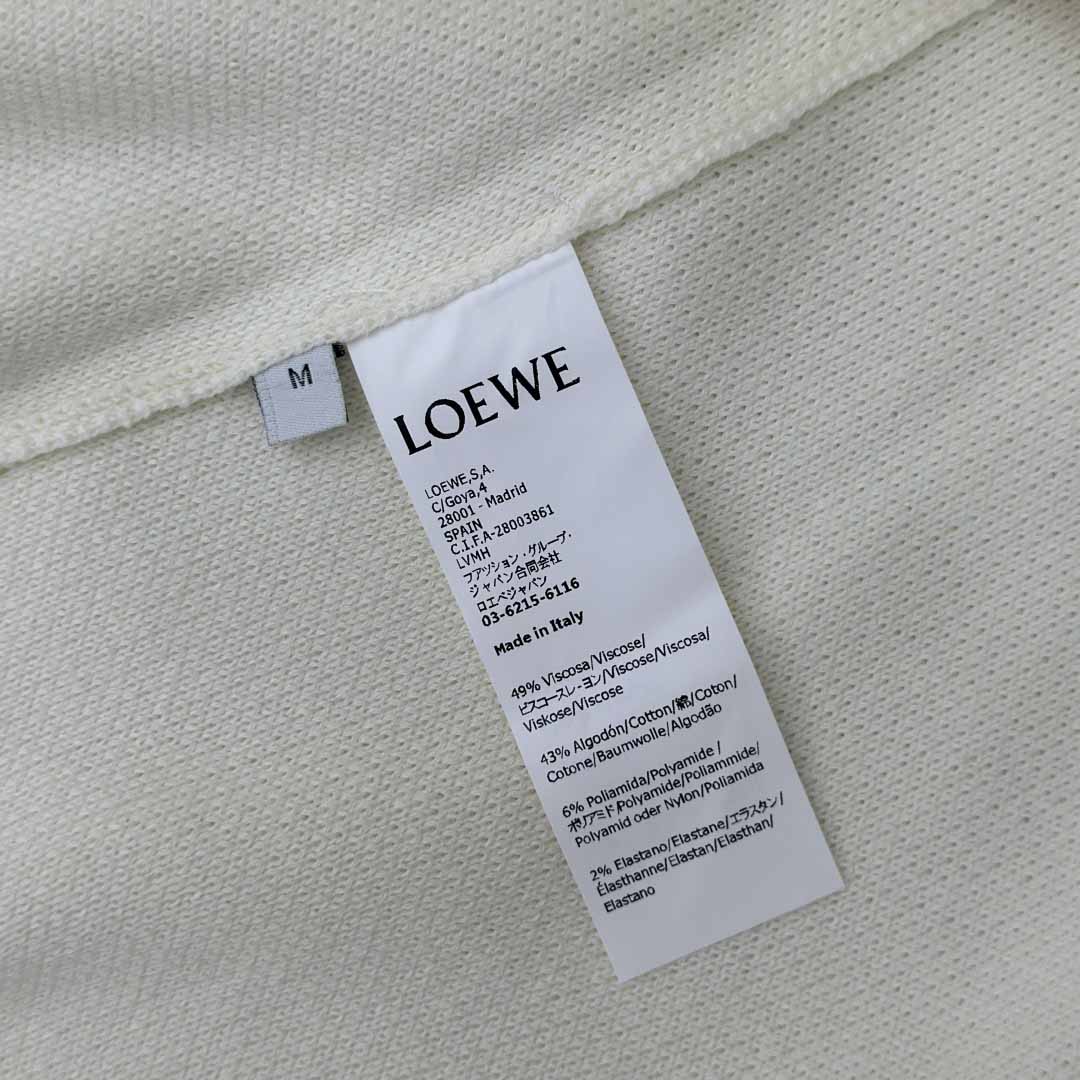 M
LOEWE
LOEWE,S,A.
C/Goya,4
28001 - Madrid
SPAIN
C.I.F.A-28003861
LVMH
ファッション・グループ・
ジャパン合同会社
ロエベジャパン
03-6215-6116
Made in Italy
49% Viscosa/Viscose/
ビスコースレーヨン/Viscose/Viscosa/
Viskose/Viscose
43% Algodón/Cotton/綿/Coton/
Cotone/Baumwolle/Algodão
6% Poliamida/Polyamide /
ポリアミド/Polyamide/Poliammide/
Polyamid oder Nylon/Poliamida
2% Elastano/Elastane/エラスタン/
Élasthanne/Elastan/Elasthan/
Elastano